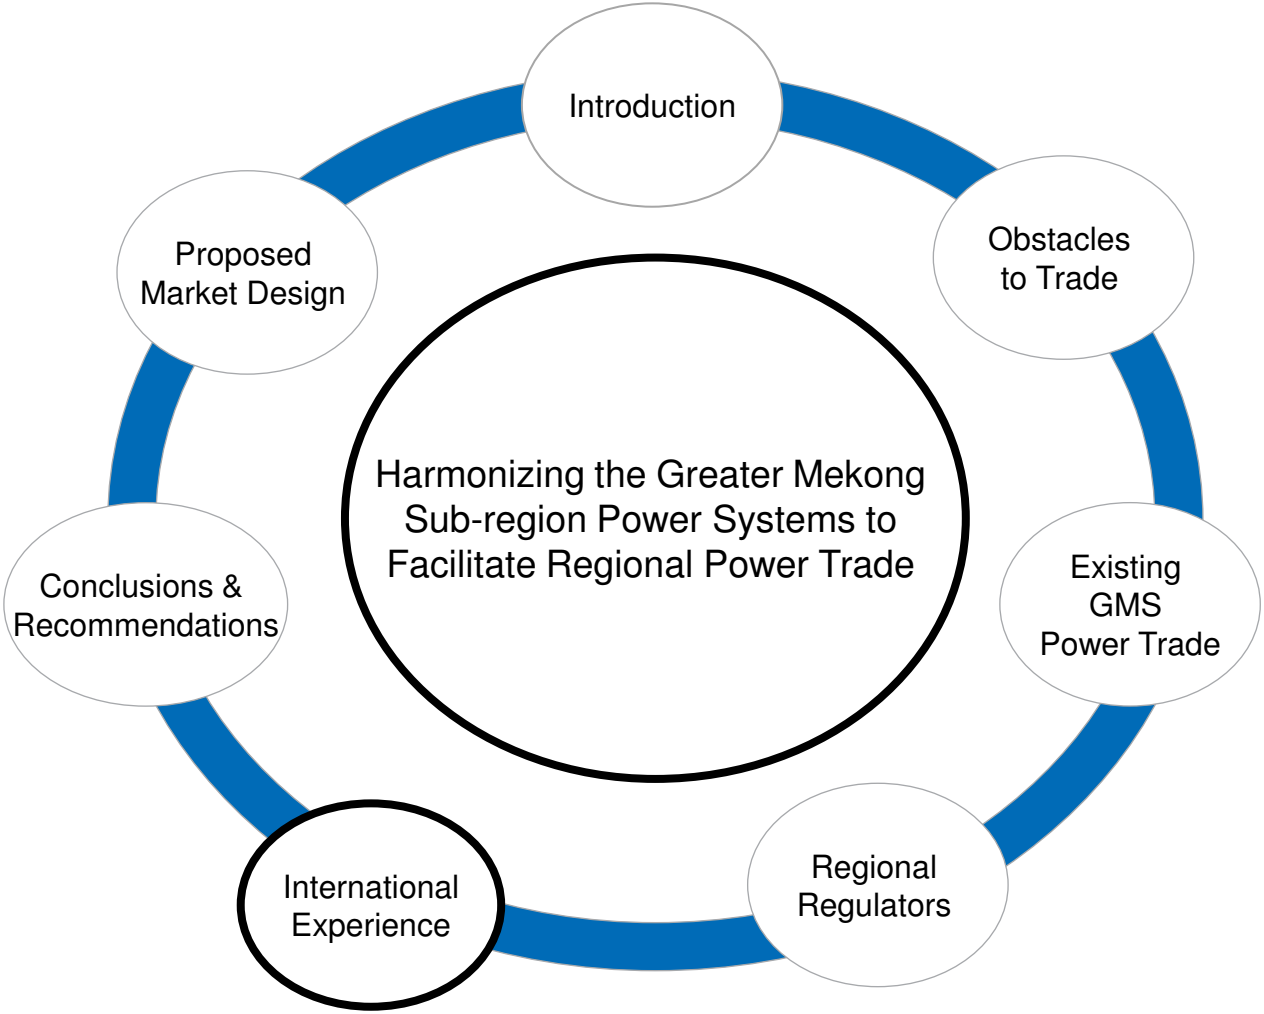 Introduction
Obstacles
to Trade
Proposed
Market Design
Harmonizing the Greater Mekong
Sub-region Power Systems to
Facilitate Regional Power Trade
Existing
GMS
Power Trade
Conclusions &
Recommendations
Regional
Regulators
International
Experience